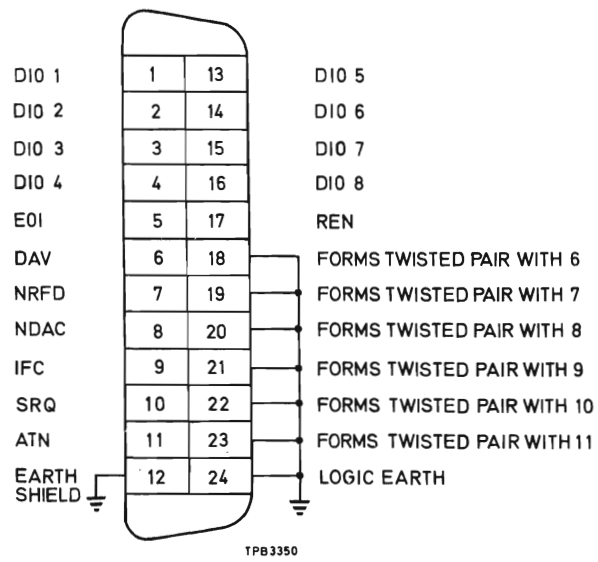 DIO 1 1 13 DIO 5
DIO 2 2 14 DIO 6
DIO 3 3 15 DIO 7
DIO 4 4 16 DIO 8
EOI 5 17 REN
DAV 6 18 FORMS TWISTED PAIR WITH 6
NRFD 7 19 FORMS TWISTED PAIR WITH 7
NDAC 8 20 FORMS TWISTED PAIR WITH 8
IFC 9 21 FORMS TWISTED PAIR WITH 9
SRQ 10 22 FORMS TWISTED PAIR WITH 10
ATN 11 23 FORMS TWISTED PAIR WITH 11
EARTH 12 24 LOGIC EARTH
SHIELD
TPB3350